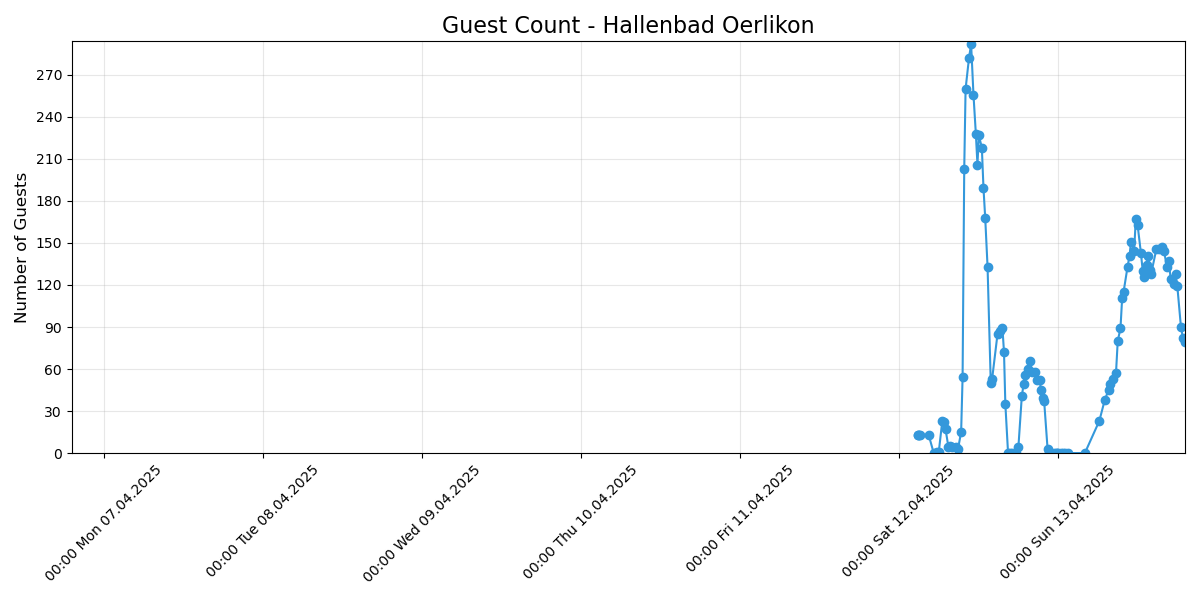 Guest Count - Hallenbad Oerlikon
Number of Guests
270
240
210
180
150
120
90
60
30
0
00:00 Mon 07.04.2025
00:00 Tue 08.04.2025
00:00 Wed 09.04.2025
00:00 Thu 10.04.2025
00:00 Fri 11.04.2025
00:00 Sat 12.04.2025
00:00 Sun 13.04.2025